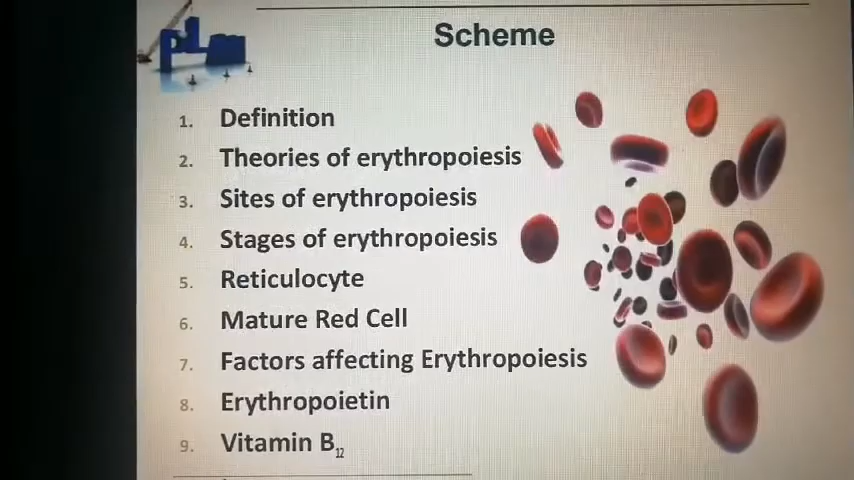 Scheme
1. Definition
2. Theories of erythropoiesis
3. Sites of erythropoiesis
4. Stages of erythropoiesis
5. Reticulocyte
6. Mature Red Cell
7. Factors affecting Erythropoiesis
8. Erythropoietin
9. Vitamin B₁₂